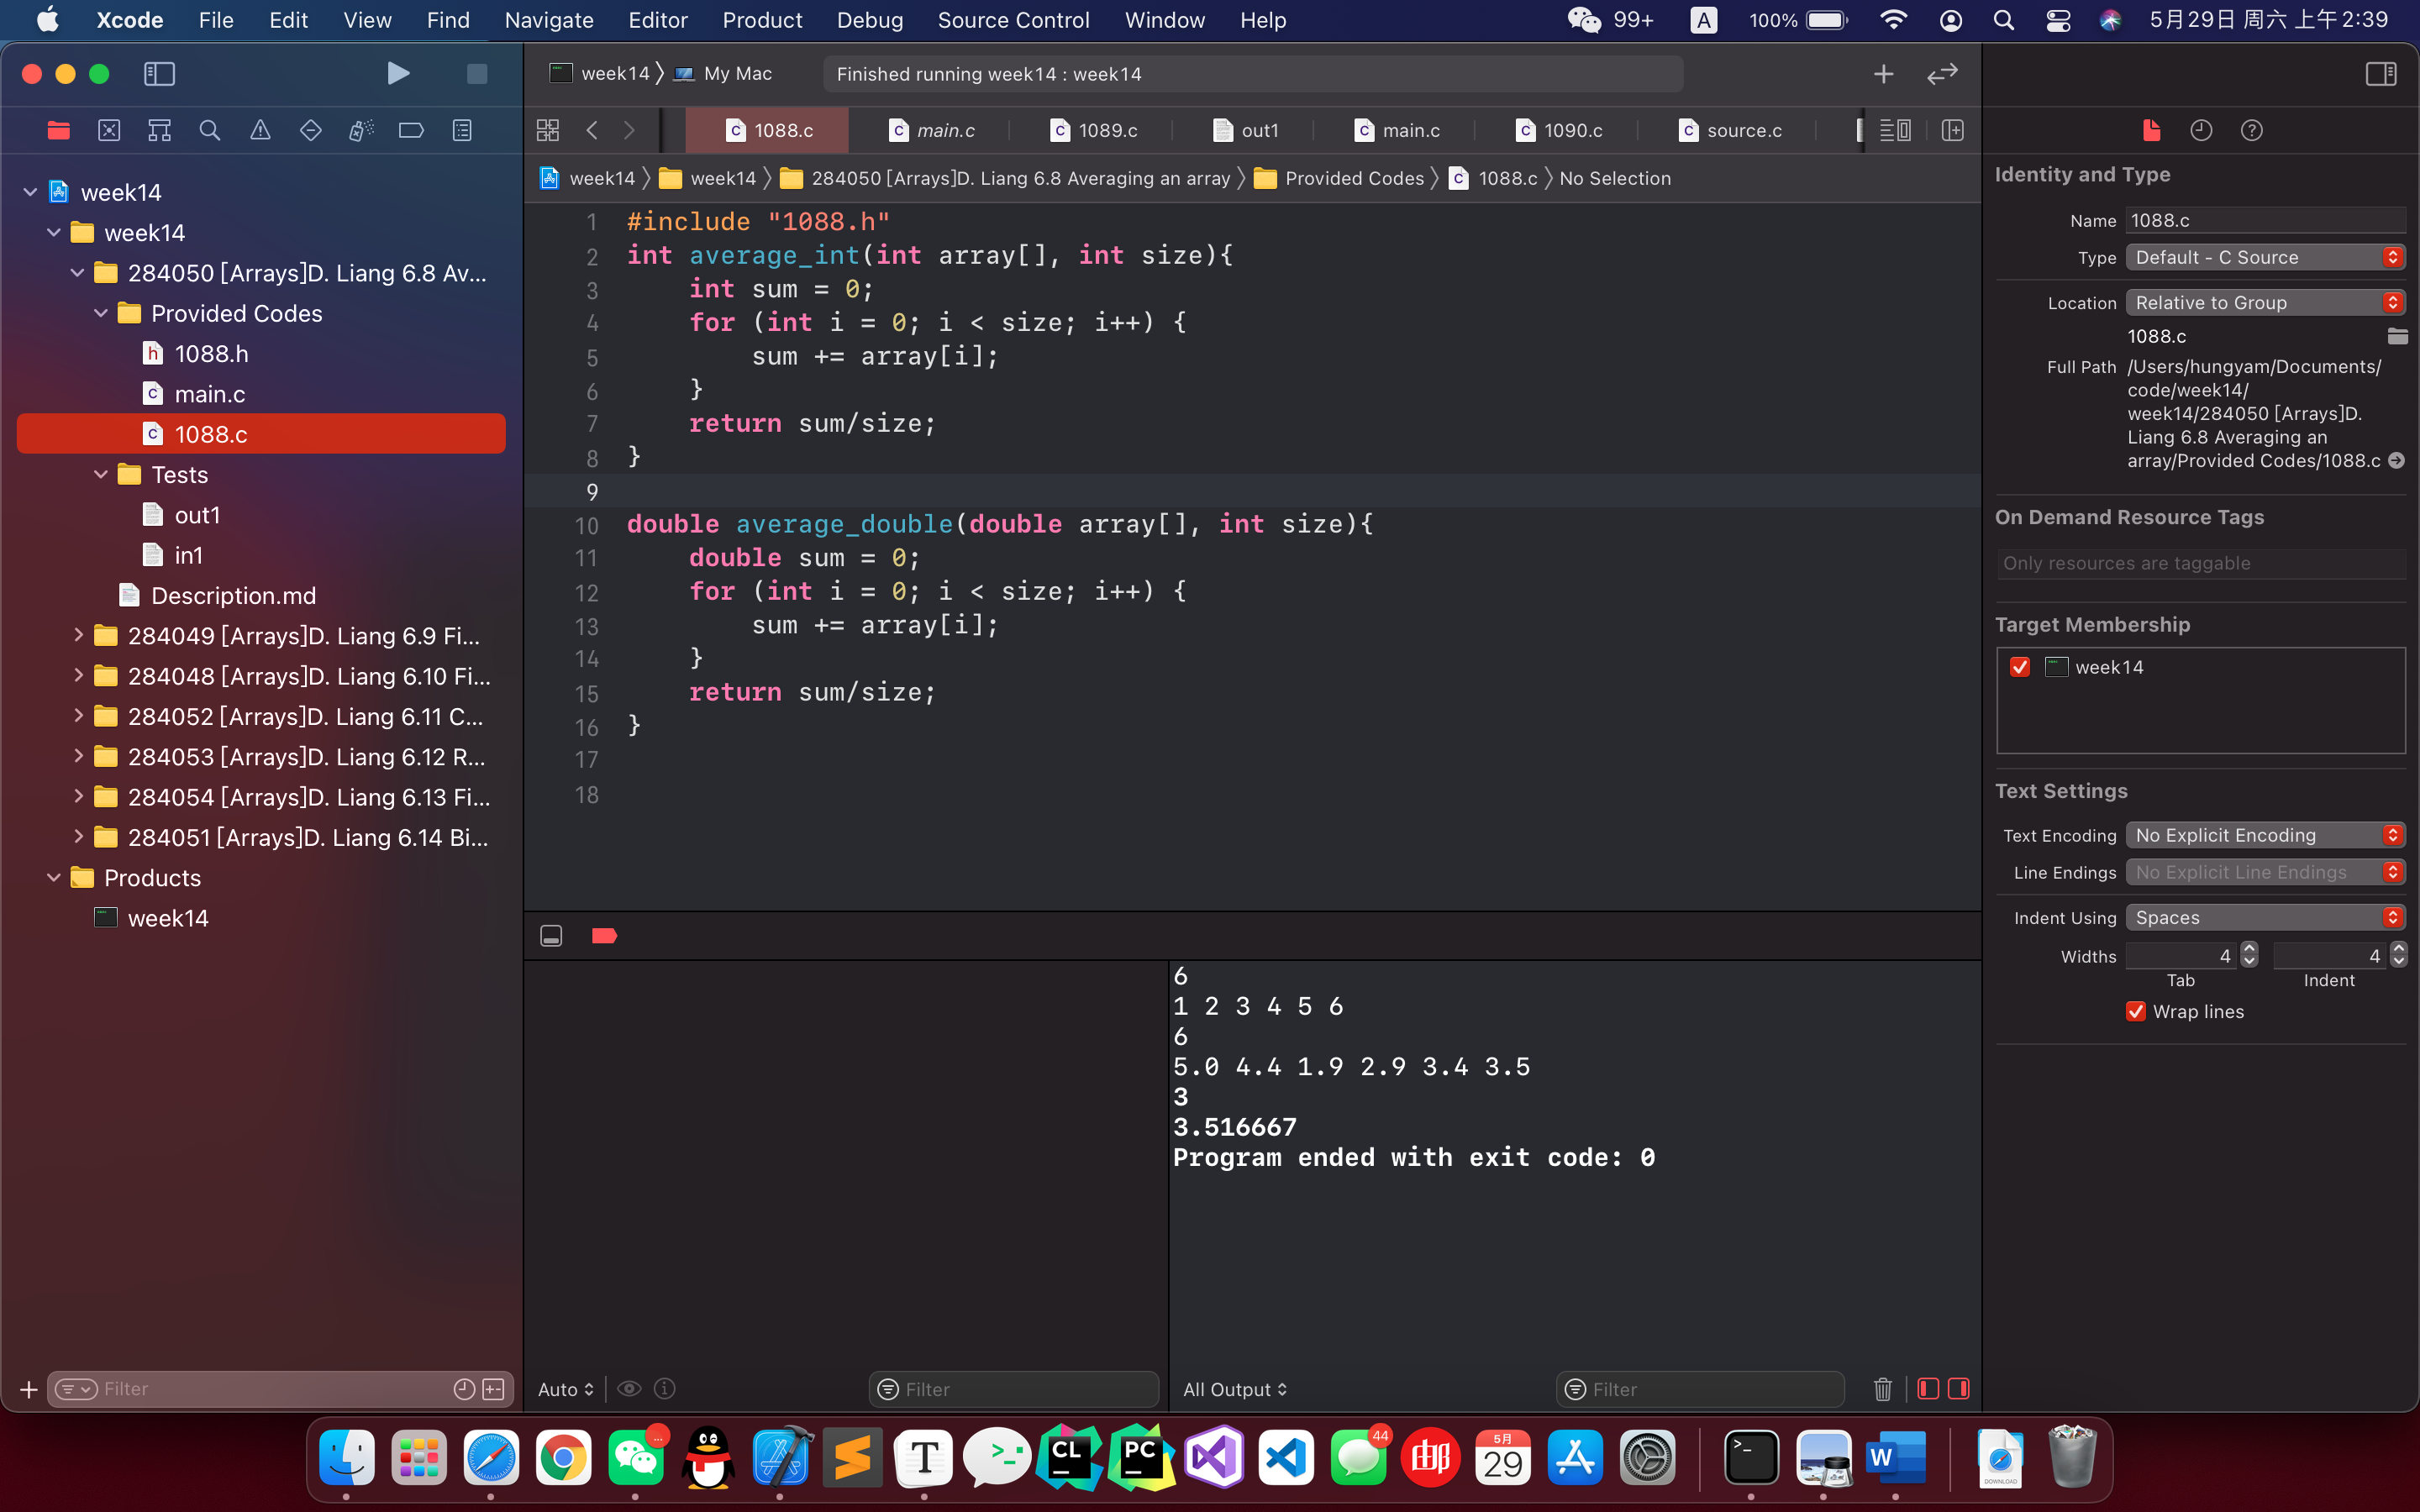 Xcode File Edit View Find Navigate Editor Product Debug Source Control Window Help 99+ A 100% 5月29日 周六 上午2:39
week14 My Mac Finished running week14 : week14
1088.c main.c 1089.c out1 main.c 1090.c source.c
week14 week14 284050 [Arrays]D. Liang 6.8 Averaging an array Provided Codes 1088.c No Selection
week14
week14
284050 [Arrays]D. Liang 6.8 Av...
Provided Codes
1088.h
main.c
1088.c
Tests
out1
in1
Description.md
284049 [Arrays]D. Liang 6.9 Fi...
284048 [Arrays]D. Liang 6.10 Fi...
284052 [Arrays]D. Liang 6.11 C...
284053 [Arrays]D. Liang 6.12 R...
284054 [Arrays]D. Liang 6.13 Fi...
284051 [Arrays]D. Liang 6.14 Bi...
Products
week14
Filter
1 #include "1088.h"
2 int average_int(int array[], int size){
3 int sum = 0;
4 for (int i = 0; i < size; i++) {
5 sum += array[i];
6 }
7 return sum/size;
8 }
9
10 double average_double(double array[], int size){
11 double sum = 0;
12 for (int i = 0; i < size; i++) {
13 sum += array[i];
14 }
15 return sum/size;
16 }
17
18
6
1 2 3 4 5 6
6
5.0 4.4 1.9 2.9 3.4 3.5
3
3.516667
Program ended with exit code: 0
Auto Filter All Output Filter
Identity and Type
Name 1088.c
Type Default - C Source
Location Relative to Group
1088.c
Full Path /Users/hungyam/Documents/
code/week14/
week14/284050 [Arrays]D.
Liang 6.8 Averaging an
array/Provided Codes/1088.c
On Demand Resource Tags
Only resources are taggable
Target Membership
week14
Text Settings
Text Encoding No Explicit Encoding
Line Endings No Explicit Line Endings
Indent Using Spaces
Widths 4 4
Tab Indent
Wrap lines
T CL PC 44 邮 5月 29 W DOWNLOAD